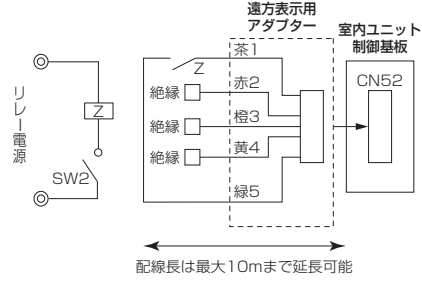 遠方表示用
アダプター
室内ユニット
制御基板
茶1
Z
赤2
CN52
絶縁
橙3
リレー電源
Z
絶縁
黄4
絶縁
SW2
緑5
配線長は最大10mまで延長可能